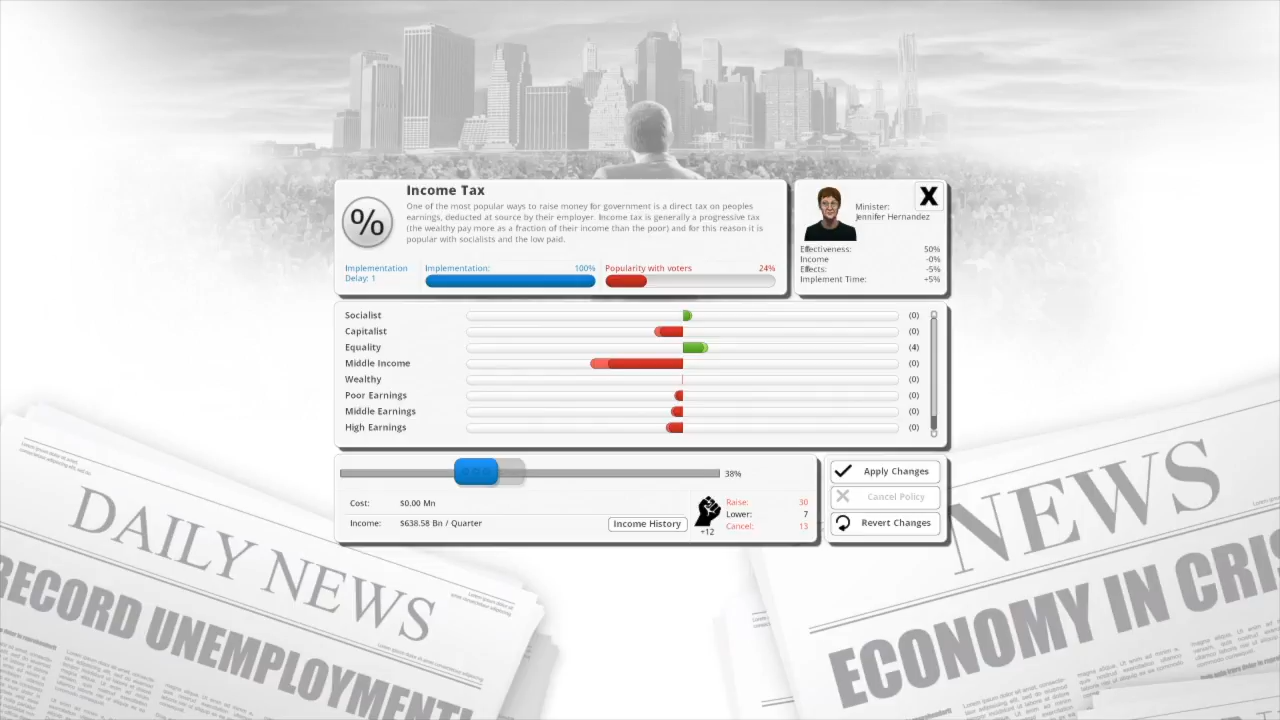 Income Tax
One of the most popular ways to raise money for government is a direct tax on peoples
earnings, deducted at source by their employer. Income tax is generally a progressive tax
(the wealthy pay more as a fraction of their income than the poor) and for this reason it is
popular with socialists and the low paid.
%
Implementation
Delay: 1
Implementation: 100%
Popularity with voters 24%
X
Minister:
Jennifer Hernandez
Effectiveness: 50%
Income -0%
Effects: -5%
Implement Time: +5%
Socialist (0)
Capitalist (0)
Equality (4)
Middle Income (0)
Wealthy (0)
Poor Earnings (0)
Middle Earnings (0)
High Earnings (0)
38%
Cost: $0.00 Mn
Income: $638.58 Bn / Quarter
Income History
+12
Raise: 30
Lower: 7
Cancel: 13
Apply Changes
Cancel Policy
Revert Changes
DAILY NEWS
RECORD UNEMPLOYMENT!
NEWS
ECONOMY IN CRIS